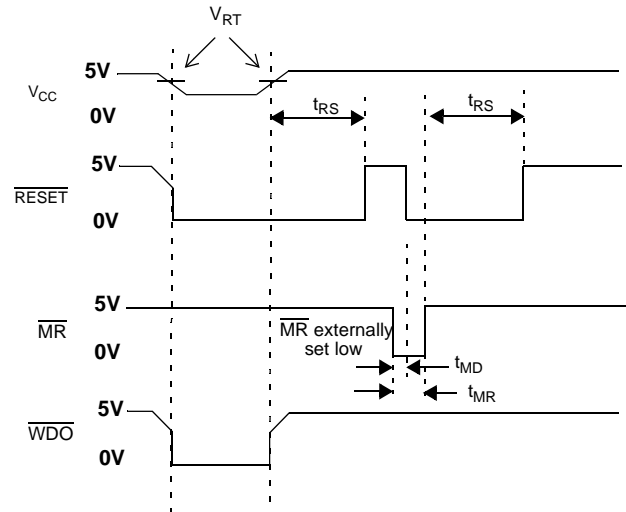 VRT
5V
VCC
0V
tRS
tRS
5V
RESET
0V
5V
MR
0V
MR externally
set low
tMD
tMR
5V
WDO
0V